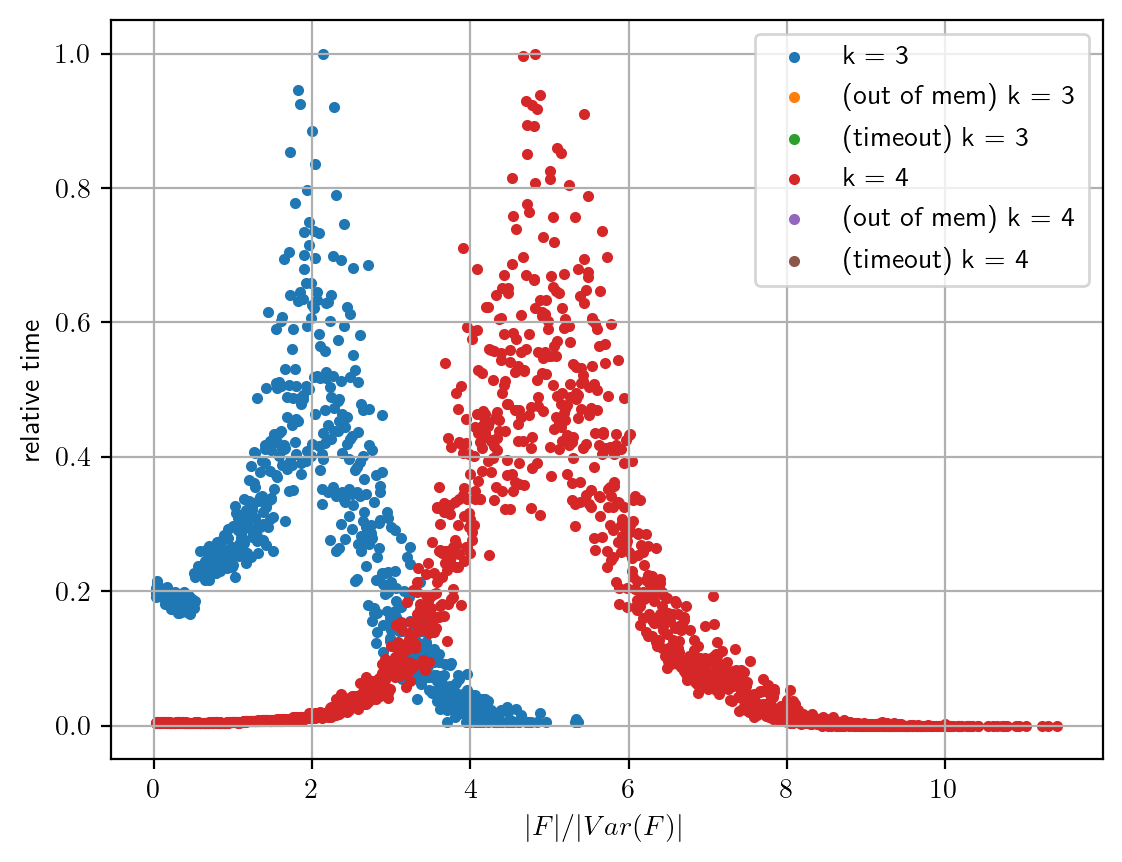 k = 3
(out of mem) k = 3
(timeout) k = 3
k = 4
(out of mem) k = 4
(timeout) k = 4
1.0
0.8
0.6
0.4
0.2
0.0
relative time
0 2 4 6 8 10
|F|/|Var(F)|